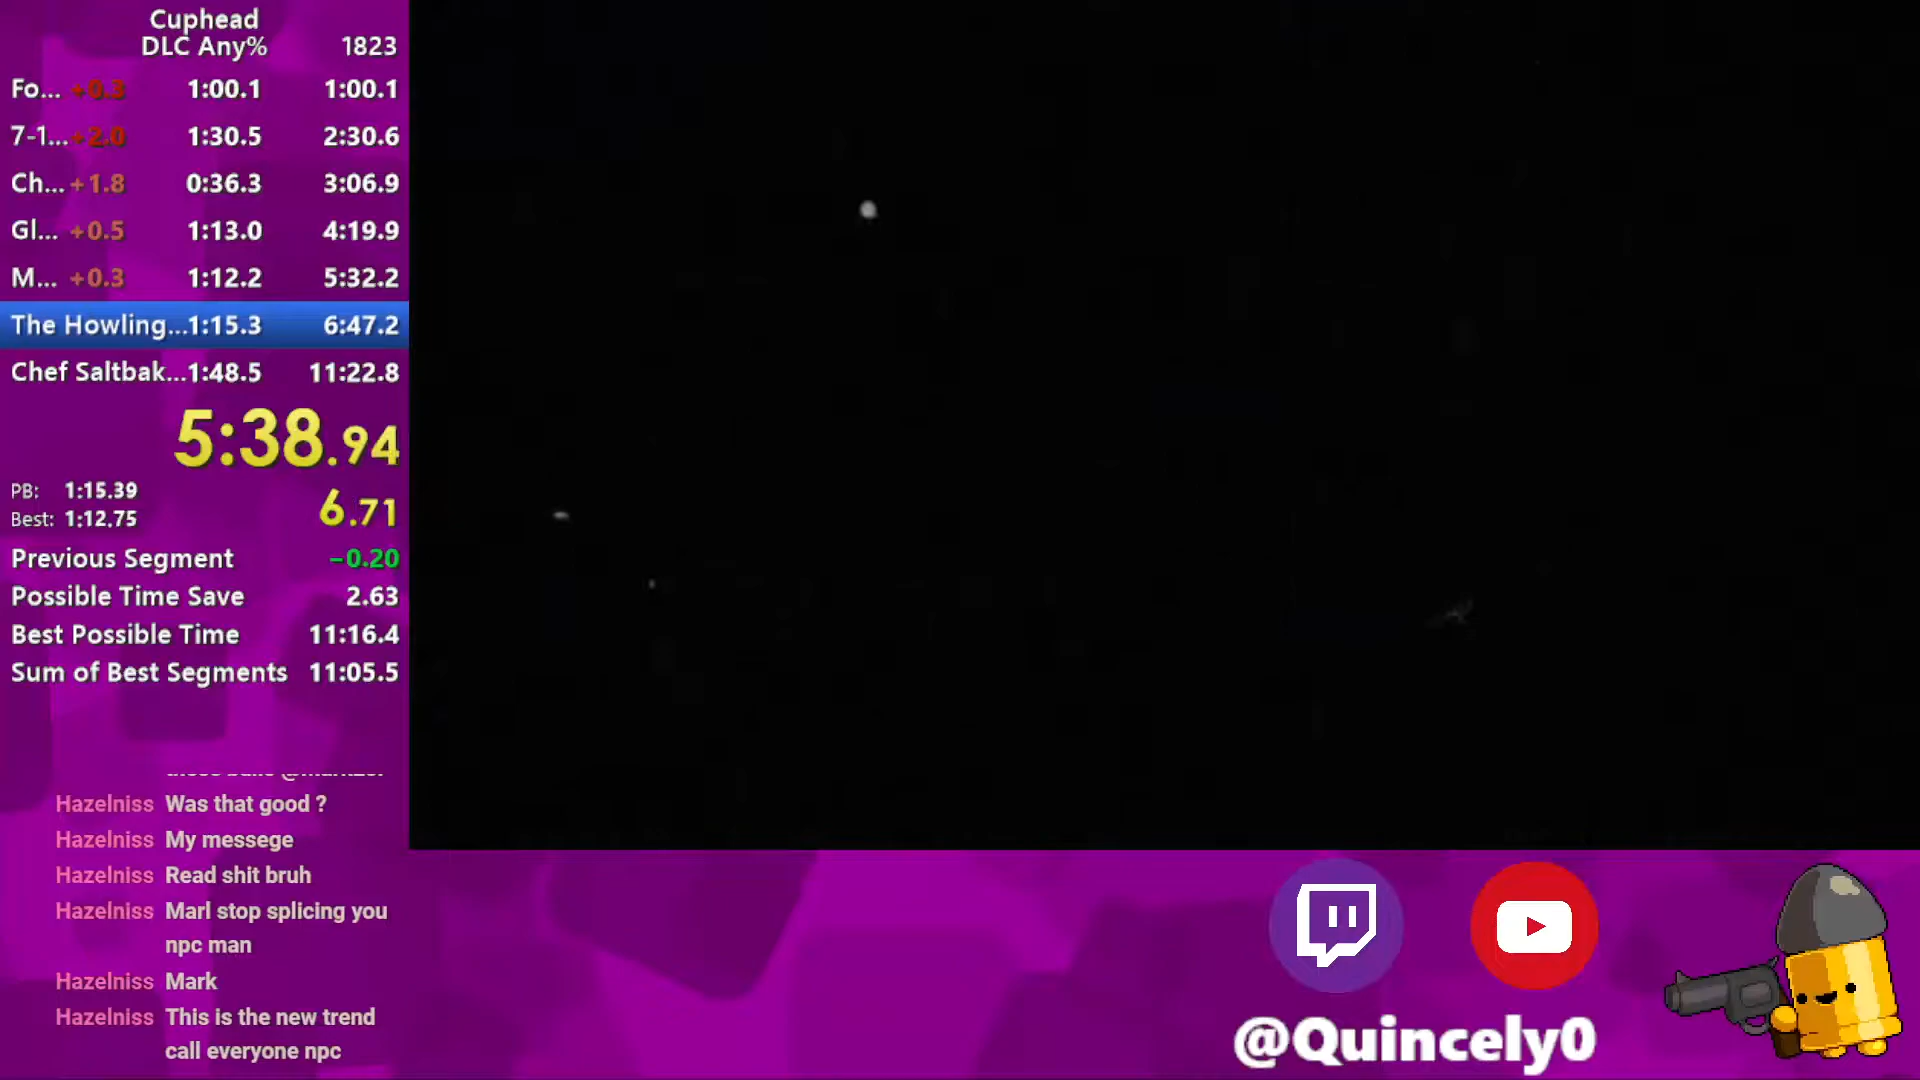 Cuphead
DLC Any% 1823
Fo... +0.3 1:00.1 1:00.1
7-1... +2.0 1:30.5 2:30.6
Ch... +1.8 0:36.3 3:06.9
Gl... +0.5 1:13.0 4:19.9
M... +0.3 1:12.2 5:32.2
The Howling... 1:15.3 6:47.2
Chef Saltbak... 1:48.5 11:22.8
5:38.94
PB: 1:15.39
6.71
Best: 1:12.75
Previous Segment -0.20
Possible Time Save 2.63
Best Possible Time 11:16.4
Sum of Best Segments 11:05.5
Hazelniss Was that good ?
Hazelniss My messege
Hazelniss Read shit bruh
Hazelniss Marl stop splicing you
npc man
Hazelniss Mark
Hazelniss This is the new trend
call everyone npc
@Quincely0